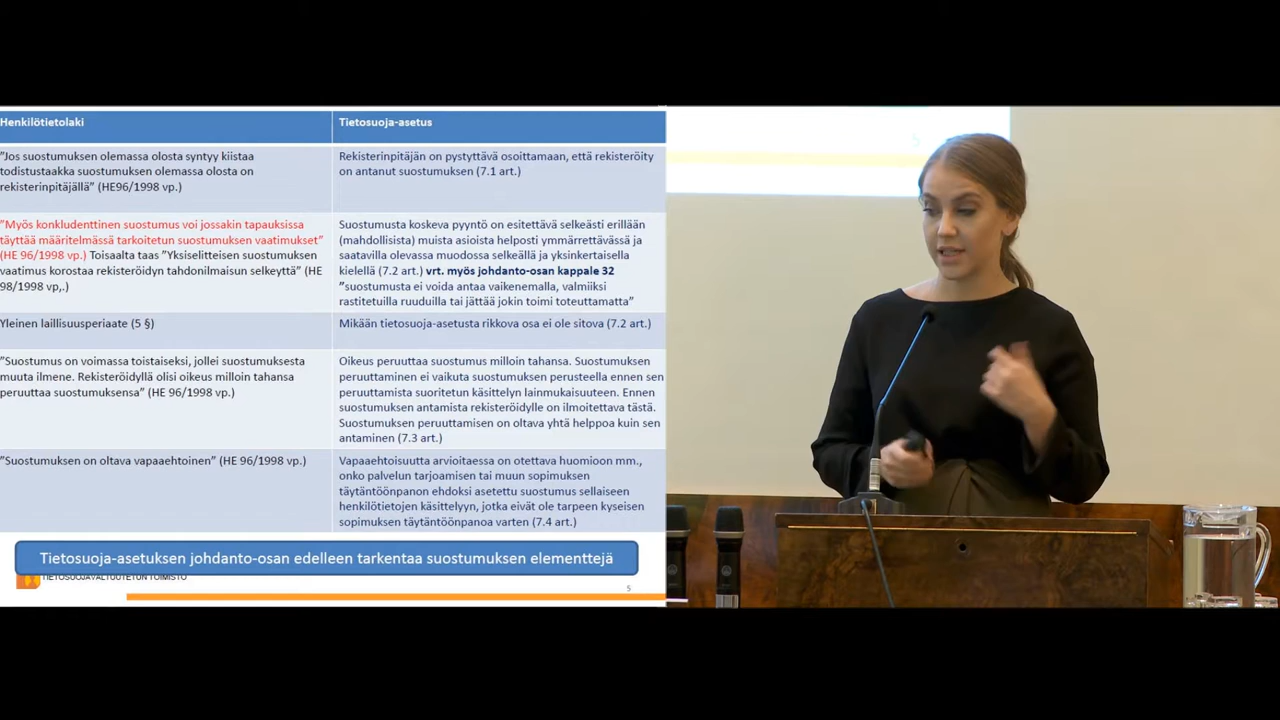 Henkilötietolaki
Tietosuoja-asetus
”Jos suostumuksen olemassa olosta syntyy kiistaa
todistustaakka suostumuksen olemassa olosta on
rekisterinpitäjällä” (HE96/1998 vp.)
Rekisterinpitäjän on pystyttävä osoittamaan, että rekisteröity
on antanut suostumuksen (7.1 art.)
”Myös konkludenttinen suostumus voi jossakin tapauksissa
täyttää määritelmässä tarkoitetun suostumuksen vaatimukset”
(HE 96/1998 vp.) Toisaalta taas ”Yksiselitteisen suostumuksen
vaatimus korostaa rekisteröidyn tahdonilmaisun selkeyttä” (HE
98/1998 vp,.)
Suostumusta koskeva pyyntö on esitettävä selkeästi erillään
(mahdollisista) muista asioista helposti ymmärrettävässä ja
saatavilla olevassa muodossa selkeällä ja yksinkertaisella
kielellä (7.2 art.) vrt. myös johdanto-osan kappale 32
”suostumusta ei voida antaa vaikenemalla, valmiiksi
rastitetuilla ruuduilla tai jättää jokin toimi toteuttamatta”
Yleinen laillisuusperiaate (5 §)
Mikään tietosuoja-asetusta rikkova osa ei ole sitova (7.2 art.)
”Suostumus on voimassa toistaiseksi, jollei suostumuksesta
muuta ilmene. Rekisteröidyllä olisi oikeus milloin tahansa
peruuttaa suostumuksensa” (HE 96/1998 vp.)
Oikeus peruuttaa suostumus milloin tahansa. Suostumuksen
peruuttaminen ei vaikuta suostumuksen perusteella ennen sen
peruuttamista suoritetun käsittelyn lainmukaisuuteen. Ennen
suostumuksen antamista rekisteröidylle on ilmoitettava tästä.
Suostumuksen peruuttamisen on oltava yhtä helppoa kuin sen
antaminen (7.3 art.)
”Suostumuksen on oltava vapaaehtoinen” (HE 96/1998 vp.)
Vapaaehtoisuutta arvioitaessa on otettava huomioon mm.,
onko palvelun tarjoamisen tai muun sopimuksen
täytäntöönpanon ehdoksi asetettu suostumus sellaiseen
henkilötietojen käsittelyyn, jotka eivät ole tarpeen kyseisen
sopimuksen täytäntöönpanoa varten (7.4 art.)
Tietosuoja-asetuksen johdanto-osan edelleen tarkentaa suostumuksen elementtejä
TIETOSUOJAVALTUUTETUN TOIMISTO
5